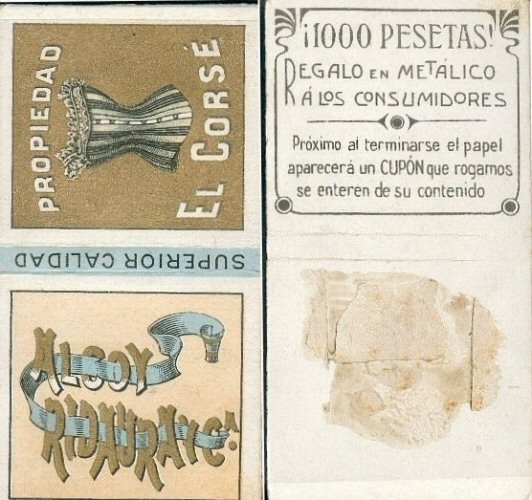 PROPIEDAD
EL CORSÉ
SUPERIOR CALIDAD
ALCOY
RIDAURA Y Cª
¡1000 PESETAS!
REGALO EN METÁLICO
Á LOS CONSUMIDORES
Próximo al terminarse el papel
aparecerá un CUPÓN que rogamos
se enteren de su contenido